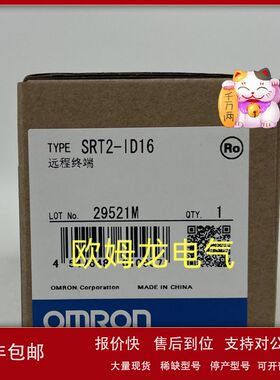 千万两
TYPE SRT2-ID16
远程终端
Ro
LOT No. 29521M QTY. 1
欧姆龙电气
OMRON Corporation MADE IN CHINA
OMRON
包邮
报价快 售后到位 支持对公
大量现货 稀缺型号 停产型号